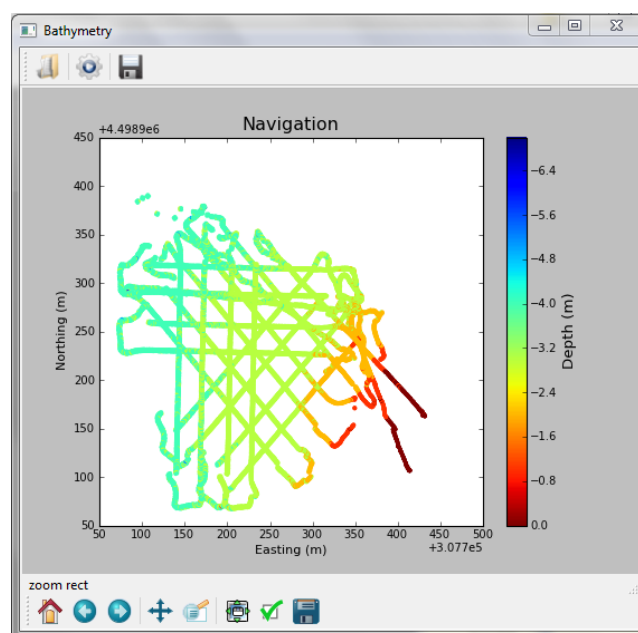 Bathymetry
Navigation
+4.4989e6
450
400
350
300
250
200
150
100
50
Northing (m)
50 100 150 200 250 300 350 400 450 500
Easting (m)
+3.077e5
−6.4
−5.6
−4.8
−4.0
−3.2
−2.4
−1.6
−0.8
0.0
Depth (m)
zoom rect